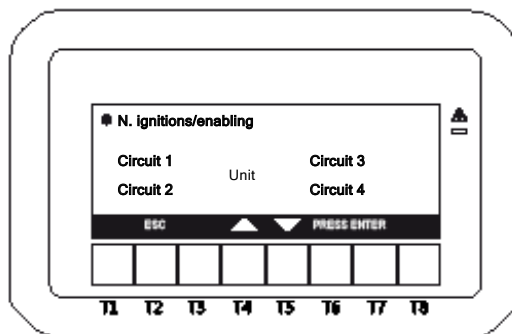 N. ignitions/enabling
Circuit 1 Circuit 3
Unit
Circuit 2 Circuit 4
ESC PRESS ENTER
T1 T2 T3 T4 T5 T6 T7 T8